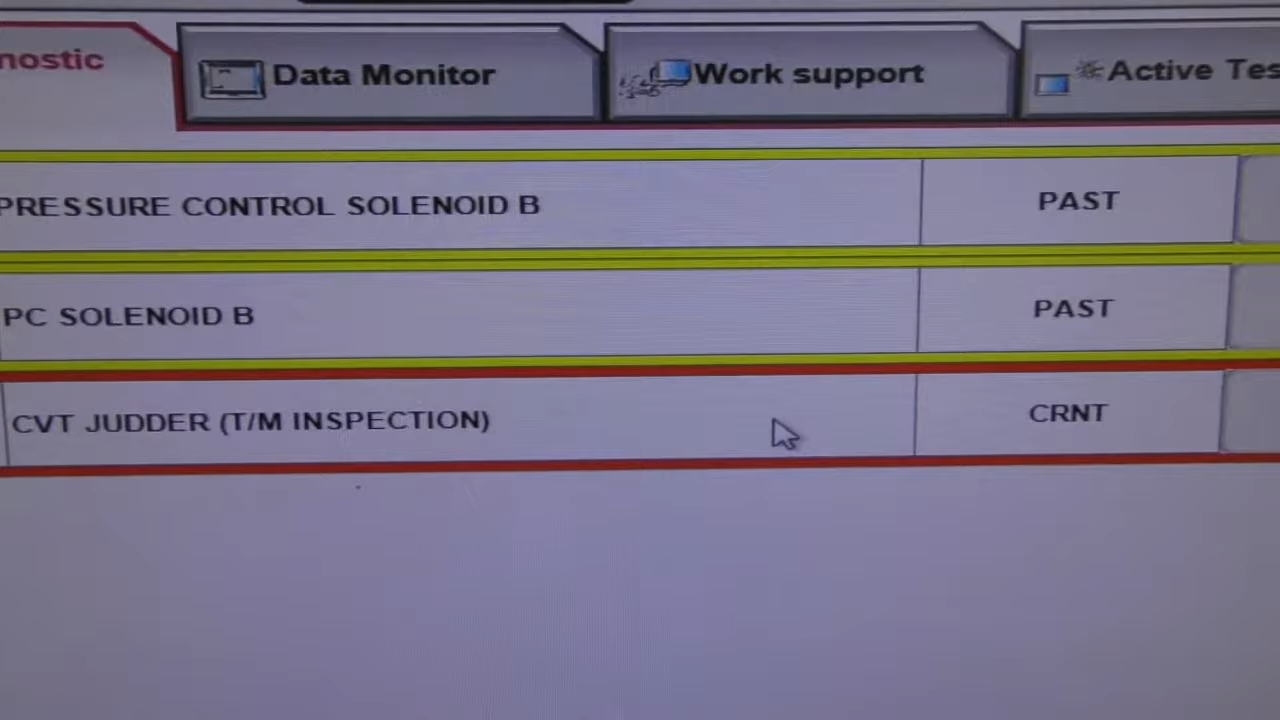 nostic
Data Monitor
Work support
Active Tes
PRESSURE CONTROL SOLENOID B
PAST
PC SOLENOID B
PAST
CVT JUDDER (T/M INSPECTION)
CRNT